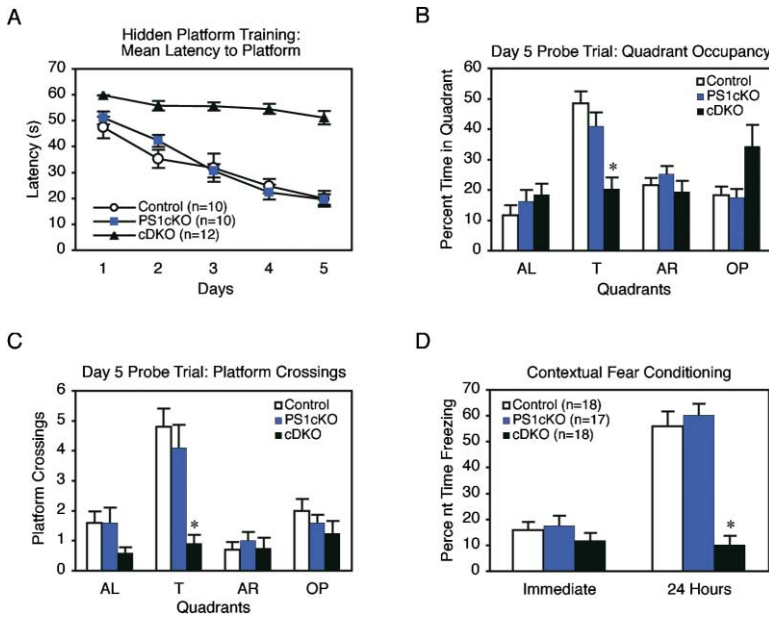 A
Hidden Platform Training:
Mean Latency to Platform
Latency (s)
70
60
50
40
30
20
10
0
Control (n=10)
PS1cKO (n=10)
cDKO (n=12)
1 2 3 4 5
Days
B
Day 5 Probe Trial: Quadrant Occupancy
Percent Time in Quadrant
60
50
40
30
20
10
0
Control
PS1cKO
cDKO
*
AL T AR OP
Quadrants
C
Day 5 Probe Trial: Platform Crossings
Platform Crossings
6
5
4
3
2
1
0
Control
PS1cKO
cDKO
*
AL T AR OP
Quadrants
D
Contextual Fear Conditioning
Perce nt Time Freezing
70
60
50
40
30
20
10
0
Control (n=18)
PS1cKO (n=17)
cDKO (n=18)
*
Immediate 24 Hours